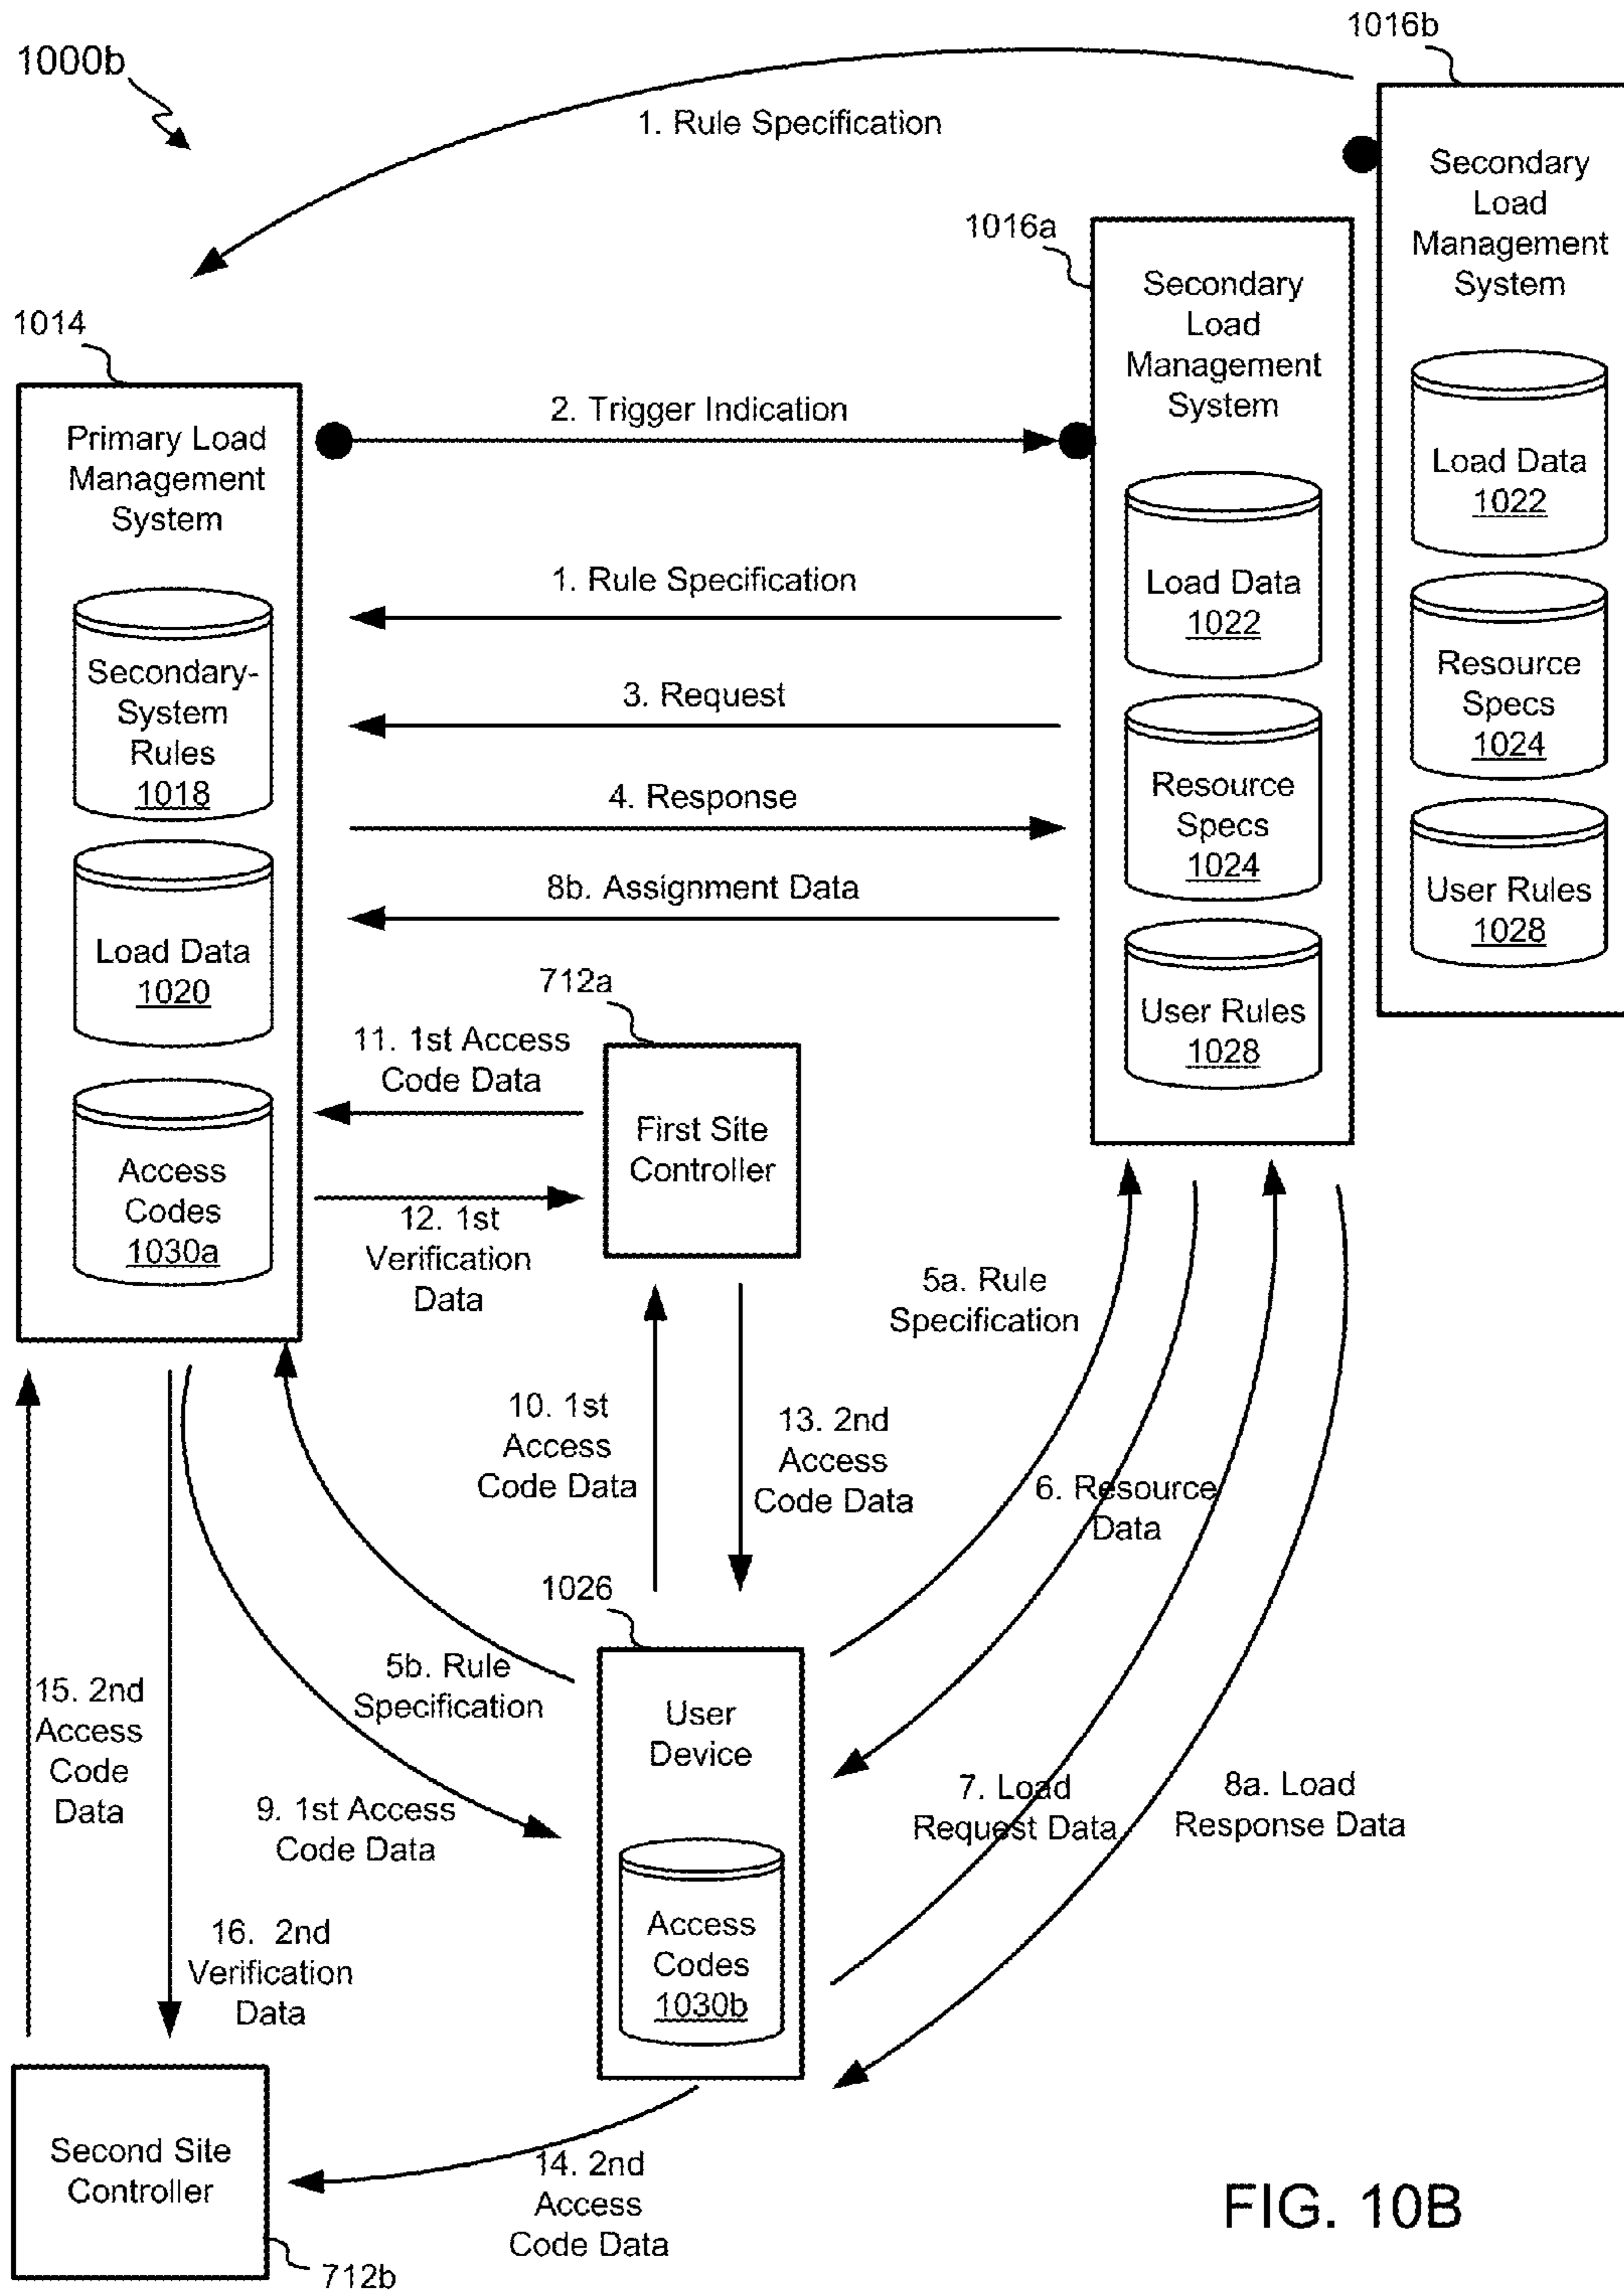 1000b
1016b
1. Rule Specification
Secondary
Load
Management
System
Load Data
1022
Resource
Specs
1024
User Rules
1028
1016a
Secondary
Load
Management
System
Load Data
1022
Resource
Specs
1024
User Rules
1028
1014
Primary Load
Management
System
Secondary-
System
Rules
1018
Load Data
1020
Access
Codes
1030a
2. Trigger Indication
1. Rule Specification
3. Request
4. Response
8b. Assignment Data
712a
First Site
Controller
11. 1st Access
Code Data
12. 1st
Verification
Data
10. 1st
Access
Code Data
13. 2nd
Access
Code Data
5a. Rule
Specification
6. Resource
Data
7. Load
Request Data
8a. Load
Response Data
1026
User
Device
Access
Codes
1030b
5b. Rule
Specification
9. 1st Access
Code Data
15. 2nd
Access
Code
Data
16. 2nd
Verification
Data
Second Site
Controller
712b
14. 2nd
Access
Code Data
FIG. 10B